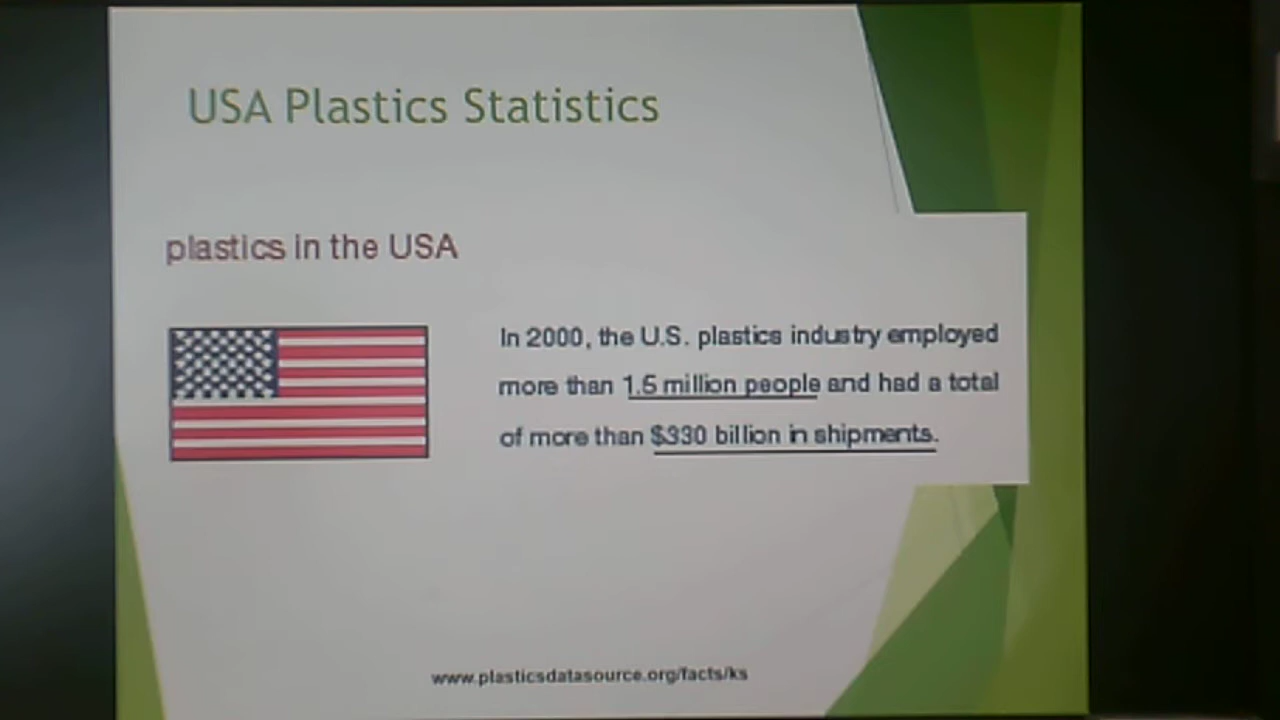 USA Plastics Statistics
plastics in the USA
In 2000, the U.S. plastics industry employed
more than 1.5 million people and had a total
of more than $330 billion in shipments.
www.plasticsdatasource.org/facts/ks